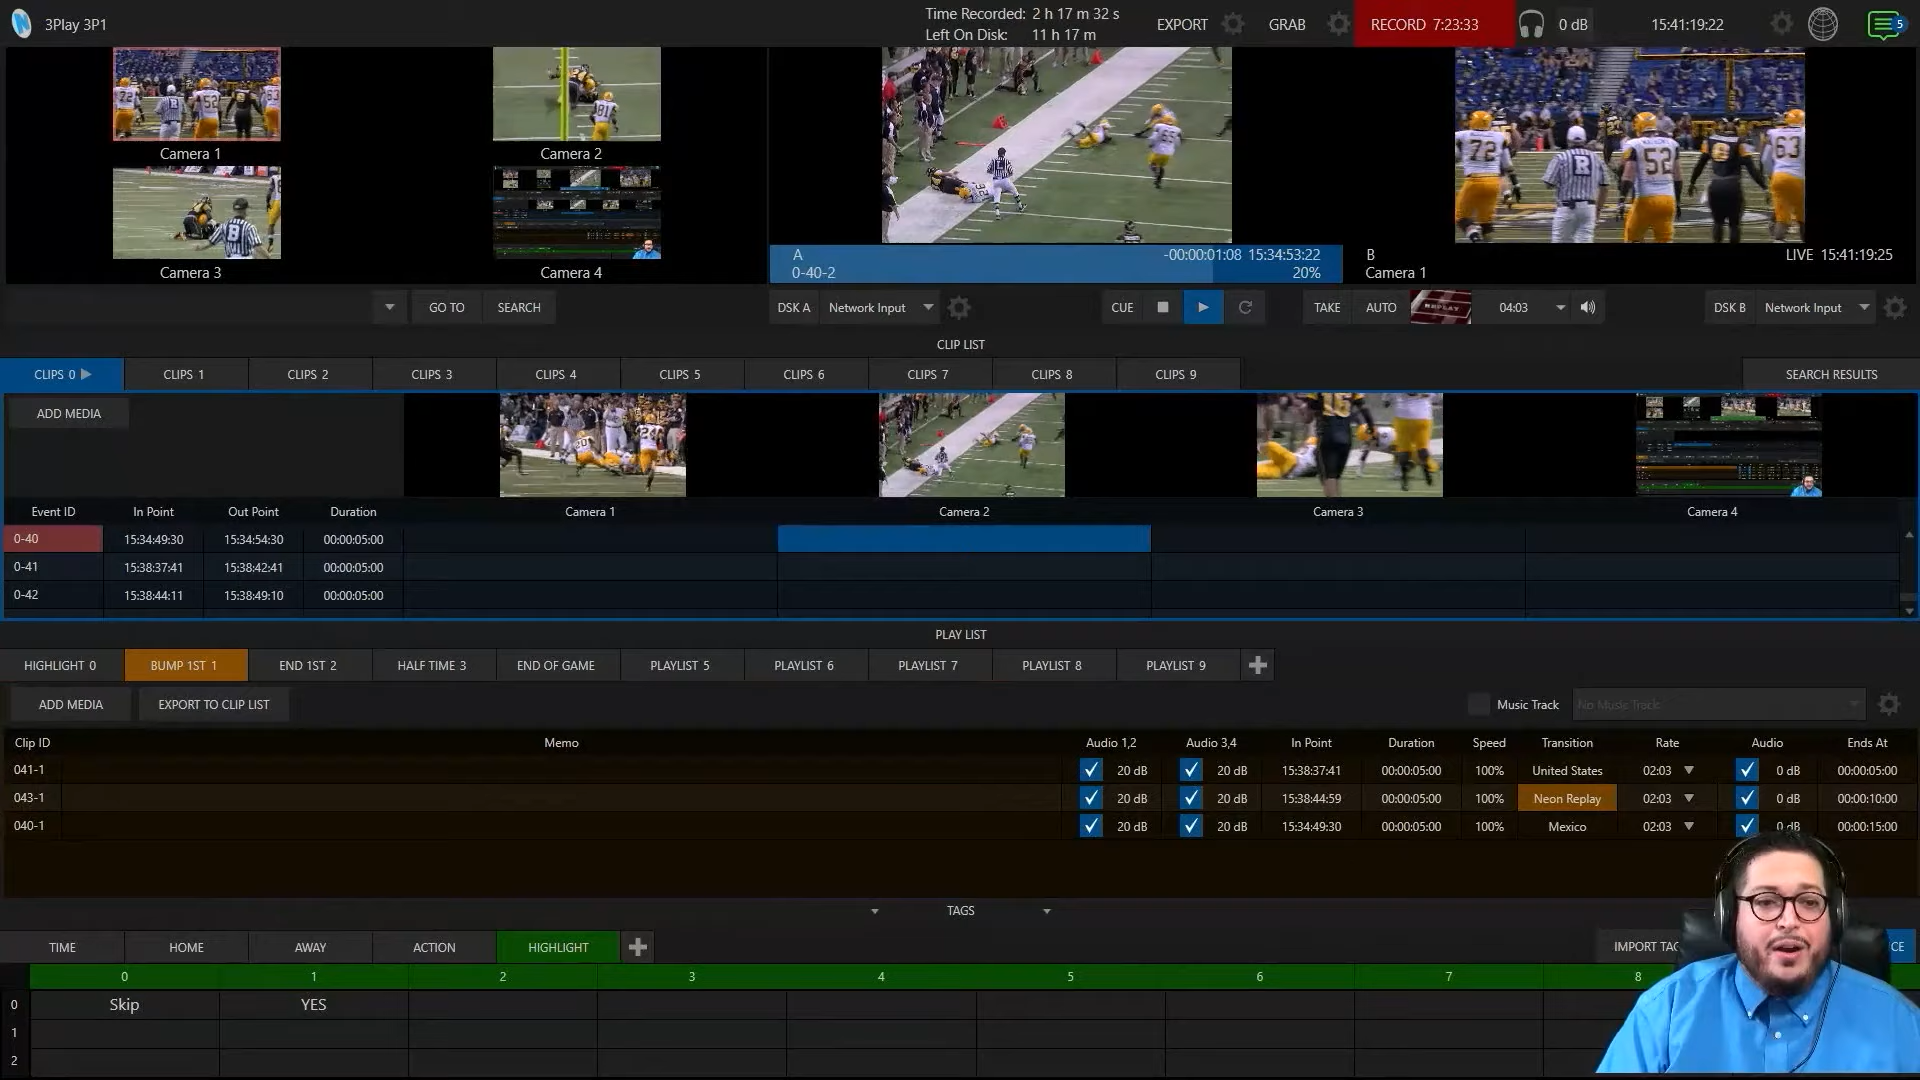 3Play 3P1
Time Recorded: 2 h 17 m 32 s
Left On Disk: 11 h 17 m
EXPORT
GRAB
RECORD 7:23:33
0 dB
15:41:19:22
5
Camera 1
Camera 2
Camera 3
Camera 4
A
-00:00:01:08 15:34:53:22
0-40-2
20%
B
LIVE 15:41:19:25
Camera 1
GO TO
SEARCH
DSK A
Network Input
CUE
TAKE
AUTO
REPLAY
04:03
DSK B
Network Input
CLIP LIST
CLIPS 0
CLIPS 1
CLIPS 2
CLIPS 3
CLIPS 4
CLIPS 5
CLIPS 6
CLIPS 7
CLIPS 8
CLIPS 9
SEARCH RESULTS
ADD MEDIA
Event ID In Point Out Point Duration Camera 1 Camera 2 Camera 3 Camera 4
0-40 15:34:49:30 15:34:54:30 00:00:05:00
0-41 15:38:37:41 15:38:42:41 00:00:05:00
0-42 15:38:44:11 15:38:49:10 00:00:05:00
PLAY LIST
HIGHLIGHT 0
BUMP 1ST 1
END 1ST 2
HALF TIME 3
END OF GAME
PLAYLIST 5
PLAYLIST 6
PLAYLIST 7
PLAYLIST 8
PLAYLIST 9
ADD MEDIA
EXPORT TO CLIP LIST
Music Track
No Music Track
Clip ID Memo Audio 1,2 Audio 3,4 In Point Duration Speed Transition Rate Audio Ends At
041-1 20 dB 20 dB 15:38:37:41 00:00:05:00 100% United States 02:03 0 dB 00:00:05:00
043-1 20 dB 20 dB 15:38:44:59 00:00:05:00 100% Neon Replay 02:03 0 dB 00:00:10:00
040-1 20 dB 20 dB 15:34:49:30 00:00:05:00 100% Mexico 02:03 0 dB 00:00:15:00
TAGS
TIME
HOME
AWAY
ACTION
HIGHLIGHT
IMPORT TAG
CE
0 1 2 3 4 5 6 7 8
0 Skip YES
1
2